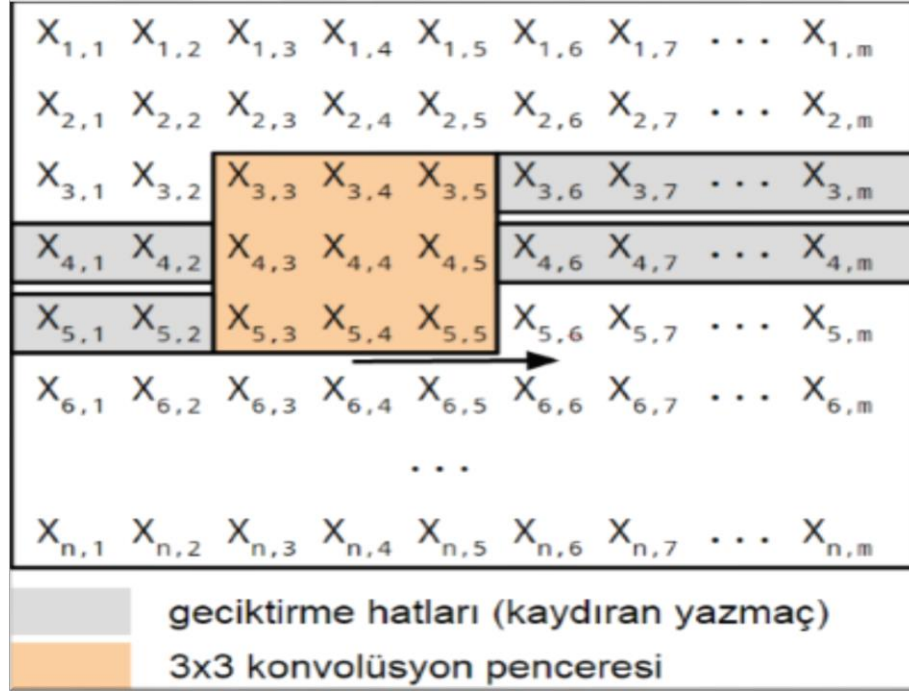 X1,1 X1,2 X1,3 X1,4 X1,5 X1,6 X1,7 ... X1,m
X2,1 X2,2 X2,3 X2,4 X2,5 X2,6 X2,7 ... X2,m
X3,1 X3,2 X3,3 X3,4 X3,5 X3,6 X3,7 ... X3,m
X4,1 X4,2 X4,3 X4,4 X4,5 X4,6 X4,7 ... X4,m
X5,1 X5,2 X5,3 X5,4 X5,5 X5,6 X5,7 ... X5,m
X6,1 X6,2 X6,3 X6,4 X6,5 X6,6 X6,7 ... X6,m
...
Xn,1 Xn,2 Xn,3 Xn,4 Xn,5 Xn,6 Xn,7 ... Xn,m
geciktirme hatları (kaydıran yazmaç)
3x3 konvolüsyon penceresi